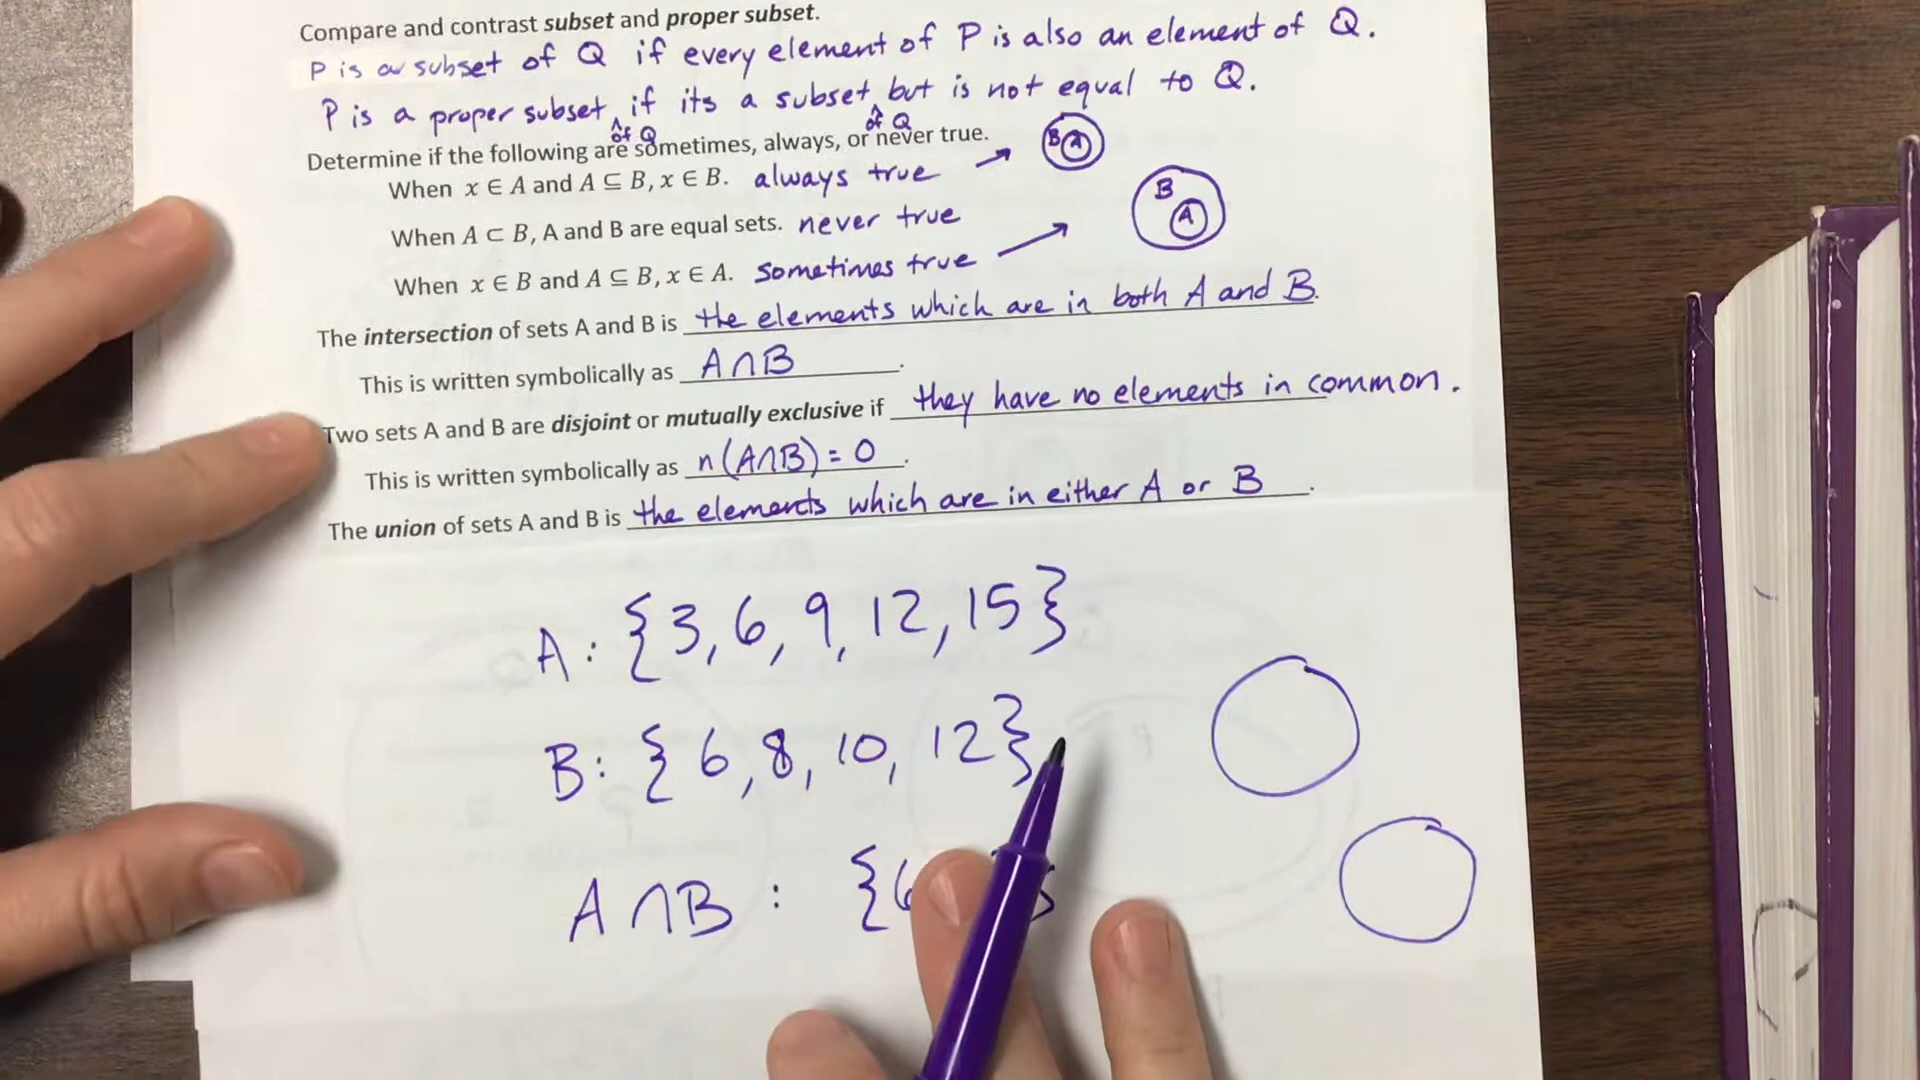 Compare and contrast subset and proper subset.
P is a subset of Q if every element of P is also an element of Q.
P is a proper subset ^ of Q if its a subset ^ of Q but is not equal to Q.
Determine if the following are sometimes, always, or never true.
B A
When x ∈ A and A ⊆ B, x ∈ B. always true
B
A
When A ⊂ B, A and B are equal sets. never true
When x ∈ B and A ⊆ B, x ∈ A. sometimes true
The intersection of sets A and B is the elements which are in both A and B.
This is written symbolically as A∩B.
Two sets A and B are disjoint or mutually exclusive if they have no elements in common.
This is written symbolically as n(A∩B) = 0.
The union of sets A and B is the elements which are in either A or B.
A: {3, 6, 9, 12, 15}
B: {6, 8, 10, 12}
A∩B : {6